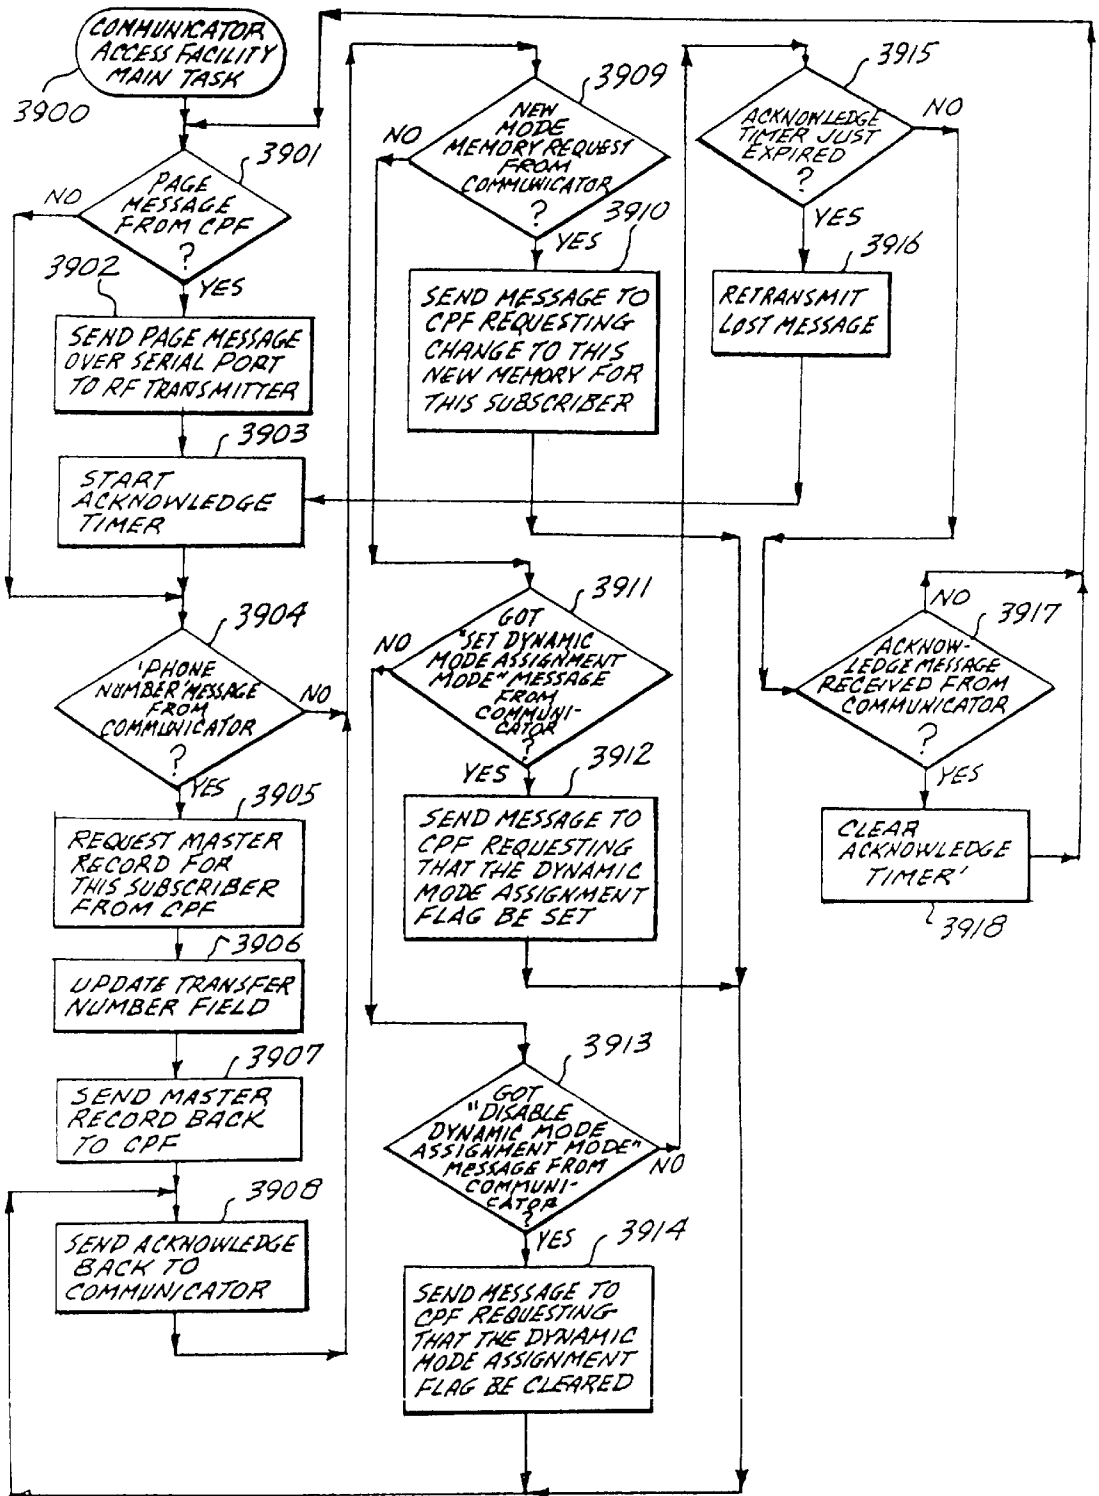 COMMUNICATOR
ACCESS FACILITY
MAIN TASK
3900
3901
PAGE
MESSAGE
FROM CPF
?
NO
YES
3902
SEND PAGE MESSAGE
OVER SERIAL PORT
TO RF TRANSMITTER
3903
START
ACKNOWLEDGE
TIMER
3904
'PHONE
NUMBER' MESSAGE
FROM
COMMUNICATOR
?
NO
YES
3905
REQUEST MASTER
RECORD FOR
THIS SUBSCRIBER
FROM CPF
3906
UPDATE TRANSFER
NUMBER FIELD
3907
SEND MASTER
RECORD BACK
TO CPF
3908
SEND ACKNOWLEDGE
BACK TO
COMMUNICATOR
3909
NEW
MODE
MEMORY REQUEST
FROM
COMMUNICATOR
?
NO
YES
3910
SEND MESSAGE TO
CPF REQUESTING
CHANGE TO THIS
NEW MEMORY FOR
THIS SUBSCRIBER
3911
GOT
"SET DYNAMIC
MODE ASSIGNMENT
MODE" MESSAGE
FROM
COMMUNI-
CATOR
?
NO
YES
3912
SEND MESSAGE TO
CPF REQUESTING
THAT THE DYNAMIC
MODE ASSIGNMENT
FLAG BE SET
3913
GOT
"DISABLE
DYNAMIC MODE
ASSIGNMENT MODE"
MESSAGE FROM
COMMUNI-
CATOR
?
NO
YES
3914
SEND MESSAGE TO
CPF REQUESTING
THAT THE DYNAMIC
MODE ASSIGNMENT
FLAG BE CLEARED
3915
ACKNOWLEDGE
TIMER JUST
EXPIRED
?
NO
YES
3916
RETRANSMIT
LOST MESSAGE
3917
ACKNOW-
LEDGE MESSAGE
RECEIVED FROM
COMMUNICATOR
?
NO
YES
CLEAR
ACKNOWLEDGE
TIMER'
3918